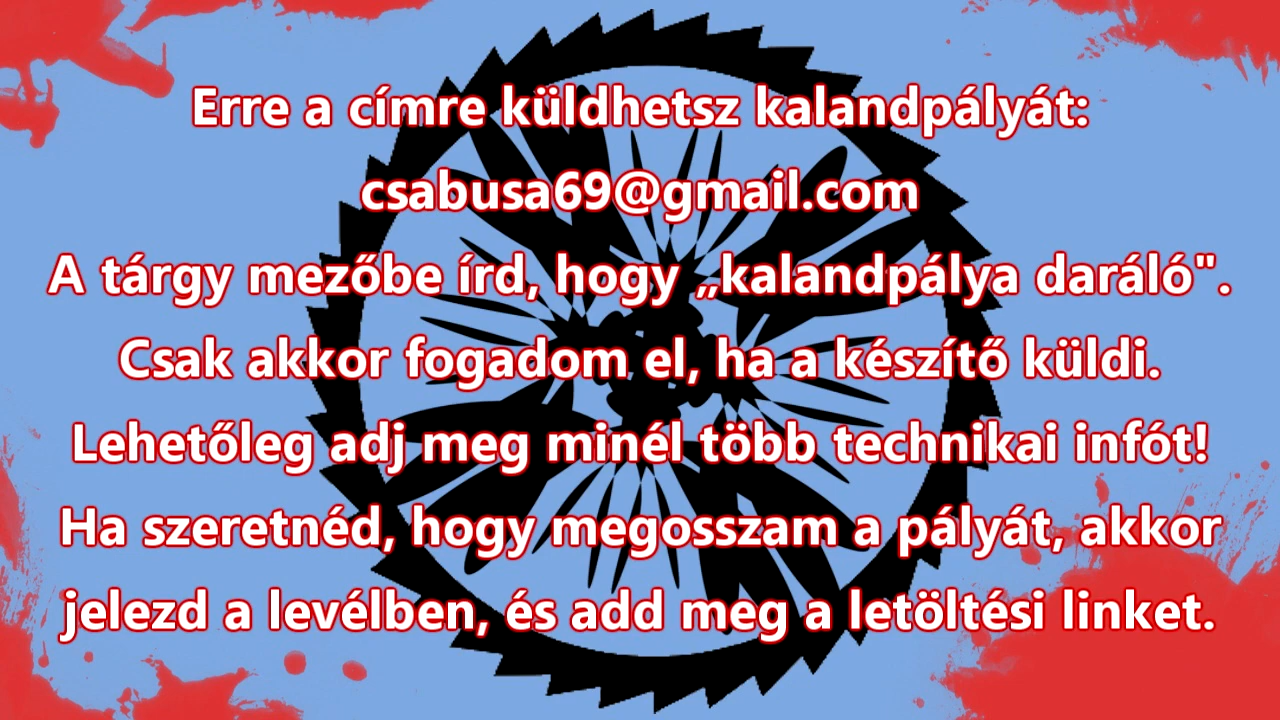 Erre a címre küldhetsz kalandpályát:
csabusa69@gmail.com
A tárgy mezőbe írd, hogy „kalandpálya daráló".
Csak akkor fogadom el, ha a készítő küldi.
Lehetőleg adj meg minél több technikai infót!
Ha szeretnéd, hogy megosszam a pályát, akkor
jelezd a levélben, és add meg a letöltési linket.